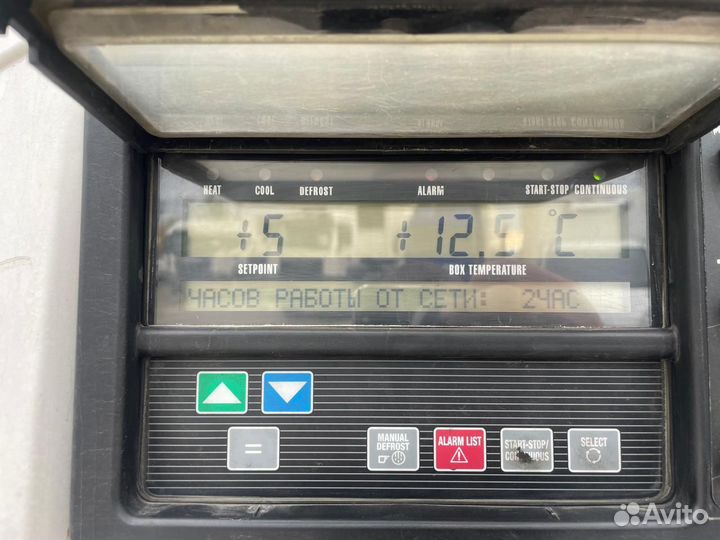 HEAT COOL DEFROST ALARM START-STOP/CONTINUOUS
+5 +12.5 °C
SETPOINT BOX TEMPERATURE
ЧАСОВ РАБОТЫ ОТ СЕТИ: 2ЧАС
=
MANUAL DEFROST
ALARM LIST
START-STOP/ CONTINUOUS
SELECT
Avito